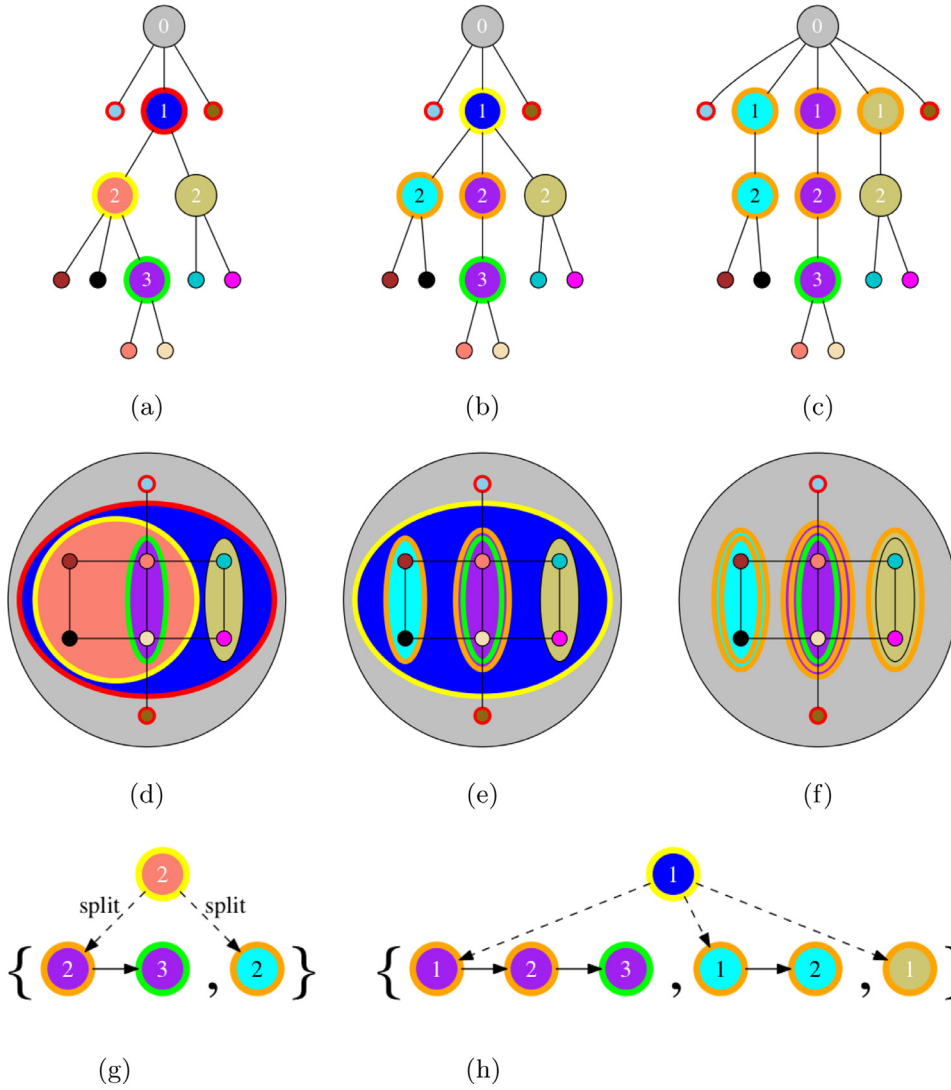 0 0 0
1 1 1 1 1
2 2 2 2 2 2 2 2
3 3 3
(a) (b) (c)
(d) (e) (f)
2 1
split split
{ 2 3 , 2 } { 1 2 3 , 1 2 , 1 }
(g) (h)